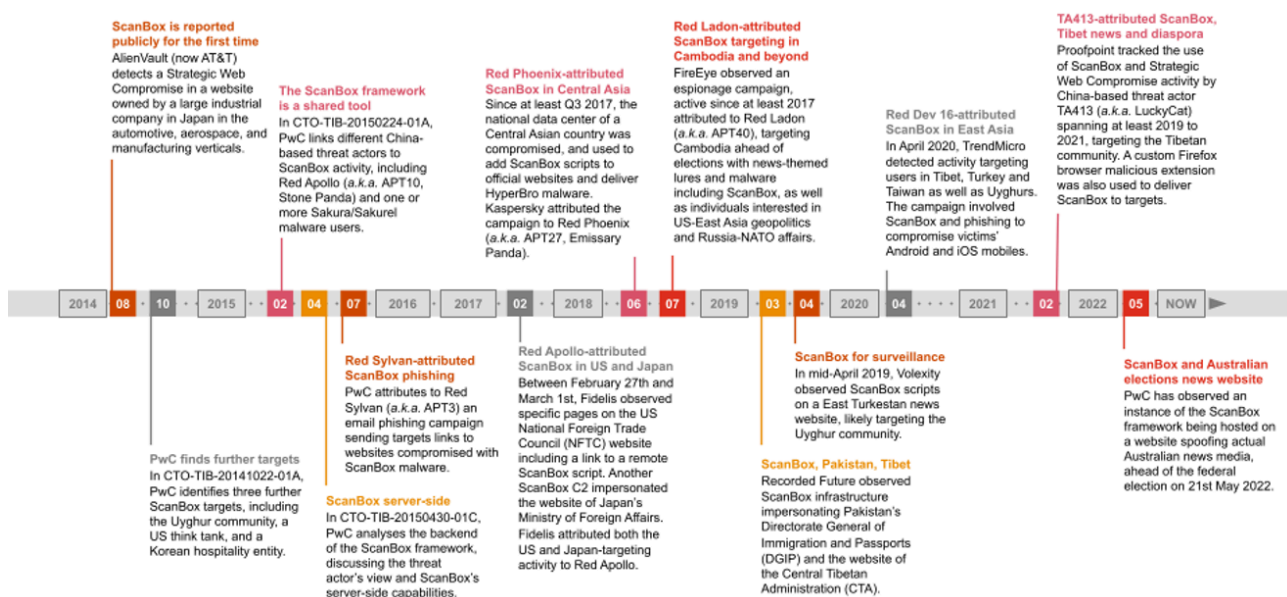 ScanBox is reported
publicly for the first time
AlienVault (now AT&T)
detects a Strategic Web
Compromise in a website
owned by a large industrial
company in Japan in the
automotive, aerospace, and
manufacturing verticals.
The ScanBox framework
is a shared tool
In CTO-TIB-20150224-01A,
PwC links different China-
based threat actors to
ScanBox activity, including
Red Apollo (a.k.a. APT10,
Stone Panda) and one or
more Sakura/Sakurel
malware users.
Red Phoenix-attributed
ScanBox in Central Asia
Since at least Q3 2017, the
national data center of a
Central Asian country was
compromised, and used to
add ScanBox scripts to
official websites and deliver
HyperBro malware.
Kaspersky attributed the
campaign to Red Phoenix
(a.k.a. APT27, Emissary
Panda).
Red Ladon-attributed
ScanBox targeting in
Cambodia and beyond
FireEye observed an
espionage campaign,
active since at least 2017
attributed to Red Ladon
(a.k.a. APT40), targeting
Cambodia ahead of
elections with news-themed
lures and malware
including ScanBox, as well
as individuals interested in
US-East Asia geopolitics
and Russia-NATO affairs.
Red Dev 16-attributed
ScanBox in East Asia
In April 2020, TrendMicro
detected activity targeting
users in Tibet, Turkey and
Taiwan as well as Uyghurs.
The campaign involved
ScanBox and phishing to
compromise victims'
Android and iOS mobiles.
TA413-attributed ScanBox,
Tibet news and diaspora
Proofpoint tracked the use
of ScanBox and Strategic
Web Compromise activity by
China-based threat actor
TA413 (a.k.a. LuckyCat)
spanning at least 2019 to
2021, targeting the Tibetan
community. A custom Firefox
browser malicious extension
was also used to deliver
ScanBox to targets.
2014 08 10 2015 02 04 07 2016 2017 02 2018 06 07 2019 03 04 2020 04 2021 02 2022 05 NOW
PwC finds further targets
In CTO-TIB-20141022-01A,
PwC identifies three further
ScanBox targets, including
the Uyghur community, a
US think tank, and a
Korean hospitality entity.
ScanBox server-side
In CTO-TIB-20150430-01C,
PwC analyses the backend
of the ScanBox framework,
discussing the threat
actor's view and ScanBox's
server-side capabilities.
Red Sylvan-attributed
ScanBox phishing
PwC attributes to Red
Sylvan (a.k.a. APT3) an
email phishing campaign
sending targets links to
websites compromised with
ScanBox malware.
Red Apollo-attributed
ScanBox in US and Japan
Between February 27th and
March 1st, Fidelis observed
specific pages on the US
National Foreign Trade
Council (NFTC) website
including a link to a remote
ScanBox script. Another
ScanBox C2 impersonated
the website of Japan's
Ministry of Foreign Affairs.
Fidelis attributed both the
US and Japan-targeting
activity to Red Apollo.
ScanBox, Pakistan, Tibet
Recorded Future observed
ScanBox infrastructure
impersonating Pakistan's
Directorate General of
Immigration and Passports
(DGIP) and the website of
the Central Tibetan
Administration (CTA).
ScanBox for surveillance
In mid-April 2019, Volexity
observed ScanBox scripts
on a East Turkestan news
website, likely targeting the
Uyghur community.
ScanBox and Australian
elections news website
PwC has observed an
instance of the ScanBox
framework being hosted on
a website spoofing actual
Australian news media,
ahead of the federal
election on 21st May 2022.